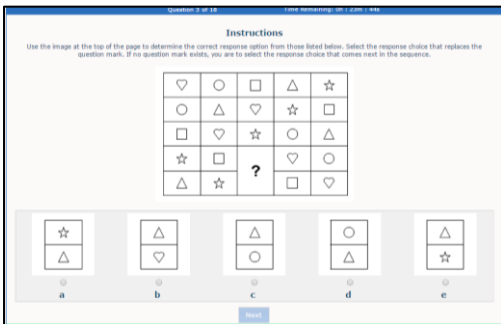 Question 3 of 18 Time Remaining: 0h : 23m : 44s
Instructions
Use the image at the top of the page to determine the correct response option from those listed below. Select the response choice that replaces the
question mark. If no question mark exists, you are to select the response choice that comes next in the sequence.
?
a b c d e
Next